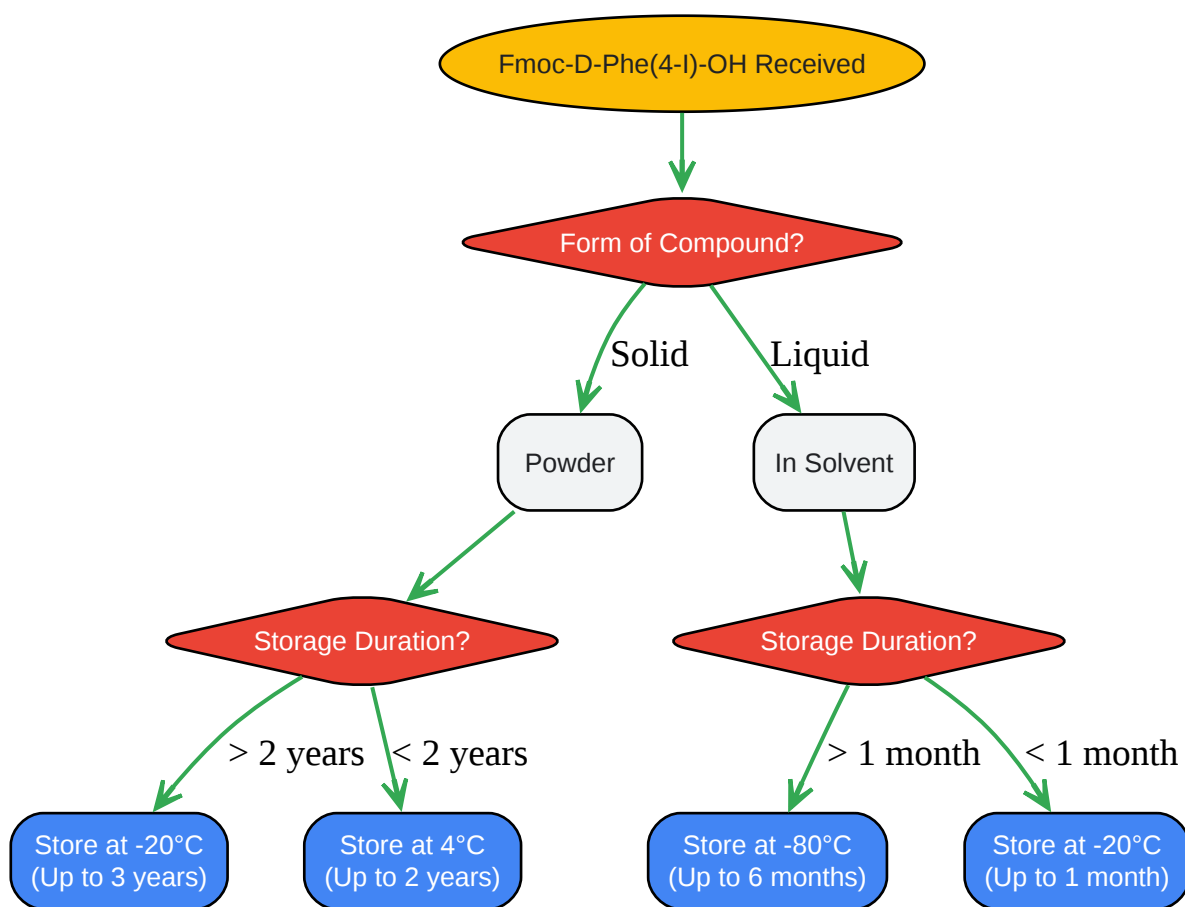 Fmoc-D-Phe(4-I)-OH Received
Form of Compound?
Solid
Liquid
Powder
In Solvent
Storage Duration?
Storage Duration?
> 2 years
< 2 years
> 1 month
< 1 month
Store at -20°C
(Up to 3 years)
Store at 4°C
(Up to 2 years)
Store at -80°C
(Up to 6 months)
Store at -20°C
(Up to 1 month)